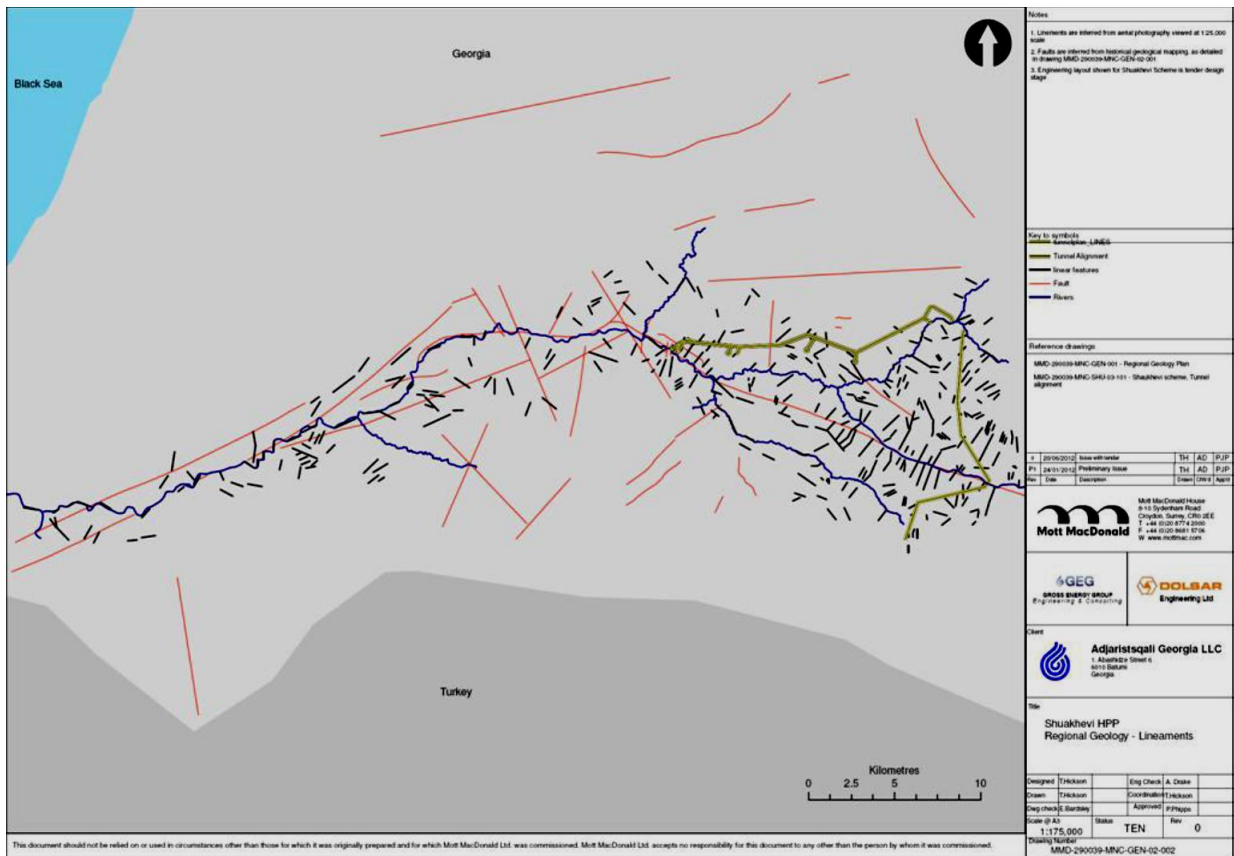 Georgia
Black Sea
Turkey
Kilometres
0 2.5 5 10
This document should not be relied on or used in circumstances other than those for which it was originally prepared and for which Mott MacDonald Ltd. was commissioned. Mott MacDonald Ltd. accepts no responsibility for this document to any other than the person by whom it was commissioned.
Notes
1. Linements are inferred from aerial photography viewed at 1:25,000
scale
2. Faults are inferred from historical geological mapping, as detailed
in drawing MMD-290039-MNC-GEN-02-001
3. Engineering layout shown for Shuakhevi Scheme is tender design
stage
Key to symbols
tunnelplan_LINES
Tunnel Alignment
linear features
Fault
Rivers
Reference drawings
MMD-290039-MNC-GEN-001 - Regional Geology Plan
MMD-290039-MNC-SHU-03-101 - Shuakhevi scheme, Tunnel
alignment
20/06/2012 Issue with tender TH AD PJP
P1 24/01/2012 Preliminary Issue TH AD PJP
Rev Date Description Drawn Chk'd App'd
Mott MacDonald
Mott MacDonald House
8-10 Sydenham Road
Croydon, Surrey, CR0 2EE
T +44 (0)20 8774 2000
F +44 (0)20 8681 5706
W www.mottmac.com
GEG
GROSS ENERGY GROUP
Engineering & Consulting
DOLSAR
Engineering Ltd
Client
Adjaristsqali Georgia LLC
1, Abashidze Street 6
6010 Batumi
Georgia
Title
Shuakhevi HPP
Regional Geology - Lineaments
Designed T.Hickson Eng Check A. Drake
Drawn T.Hickson Coordination T.Hickson
Dwg check E.Bardsley Approved P.Phipps
Scale @ A3 Status Rev
1:175,000 TEN 0
Drawing Number
MMD-290039-MNC-GEN-02-002